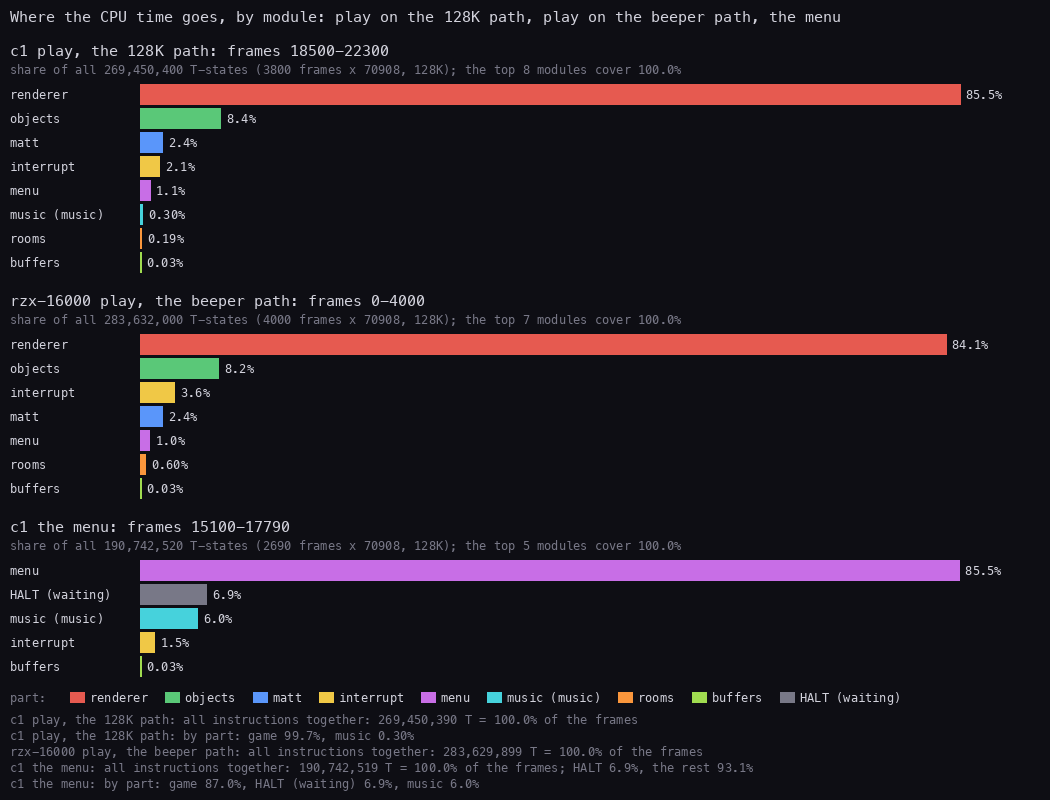 Where the CPU time goes, by module: play on the 128K path, play on the beeper path, the menu
c1 play, the 128K path: frames 18500–22300
share of all 269,450,400 T-states (3800 frames x 70908, 128K); the top 8 modules cover 100.0%
renderer 85.5%
objects 8.4%
matt 2.4%
interrupt 2.1%
menu 1.1%
music (music) 0.30%
rooms 0.19%
buffers 0.03%
rzx-16000 play, the beeper path: frames 0–4000
share of all 283,632,000 T-states (4000 frames x 70908, 128K); the top 7 modules cover 100.0%
renderer 84.1%
objects 8.2%
interrupt 3.6%
matt 2.4%
menu 1.0%
rooms 0.60%
buffers 0.03%
c1 the menu: frames 15100–17790
share of all 190,742,520 T-states (2690 frames x 70908, 128K); the top 5 modules cover 100.0%
menu 85.5%
HALT (waiting) 6.9%
music (music) 6.0%
interrupt 1.5%
buffers 0.03%
part: renderer objects matt interrupt menu music (music) rooms buffers HALT (waiting)
c1 play, the 128K path: all instructions together: 269,450,390 T = 100.0% of the frames
c1 play, the 128K path: by part: game 99.7%, music 0.30%
rzx-16000 play, the beeper path: all instructions together: 283,629,899 T = 100.0% of the frames
c1 the menu: all instructions together: 190,742,519 T = 100.0% of the frames; HALT 6.9%, the rest 93.1%
c1 the menu: by part: game 87.0%, HALT (waiting) 6.9%, music 6.0%